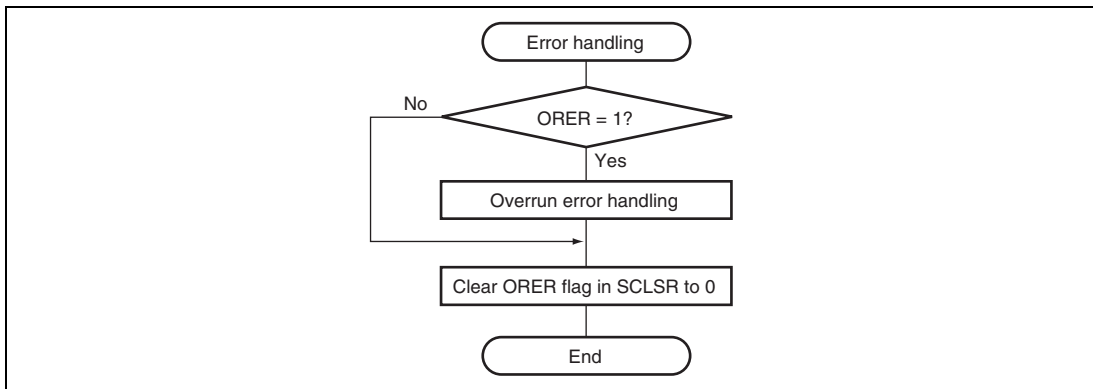 Error handling
No
ORER = 1?
Yes
Overrun error handling
Clear ORER flag in SCLSR to 0
End